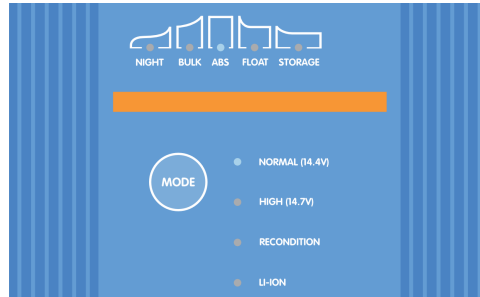 NIGHT BULK ABS FLOAT STORAGE
NORMAL (14.4V)
MODE
HIGH (14.7V)
RECONDITION
LI-ION